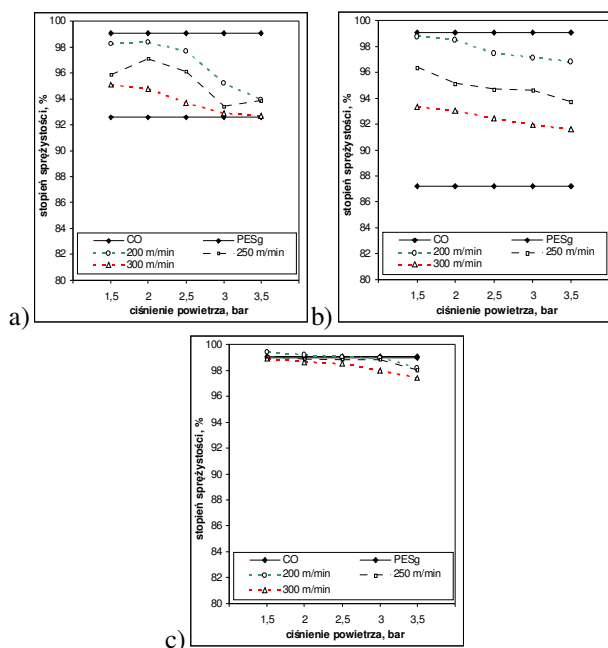 100
98
96
94
92
90
88
86
84
82
80
stopień sprężystości, %
CO
PESg
200 m/min
250 m/min
300 m/min
1,5 2 2,5 3 3,5
ciśnienie powietrza, bar
a)
100
98
96
94
92
90
88
86
84
82
80
stopień sprężystości, %
CO
PESg
200 m/min
250 m/min
300 m/min
1,5 2 2,5 3 3,5
ciśnienie powietrza, bar
b)
100
98
96
94
92
90
88
86
84
82
80
stopień sprężystości, %
CO
PESg
200 m/min
250 m/min
300 m/min
1,5 2 2,5 3 3,5
ciśnienie powietrza, bar
c)